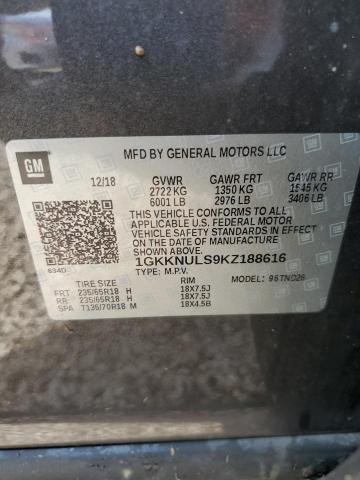 GM
MFD BY GENERAL MOTORS LLC
12/18 GVWR GAWR FRT GAWR RR
2722 KG 1350 KG 1545 KG
6001 LB 2976 LB 3406 LB
THIS VEHICLE CONFORMS TO ALL
APPLICABLE U.S. FEDERAL MOTOR
VEHICLE SAFETY STANDARDS IN EFFECT
ON THE DATE OF MANUFACTURE
SHOWN ABOVE.
1GKKNULS9KZ188616
634D TYPE: M.P.V. MODEL: 96TNO26
TIRE SIZE RIM
FRT 235/65R18 H 18X7.5J
RR 235/65R18 H 18X7.5J
SPA T135/70R18 M 18X4.5B